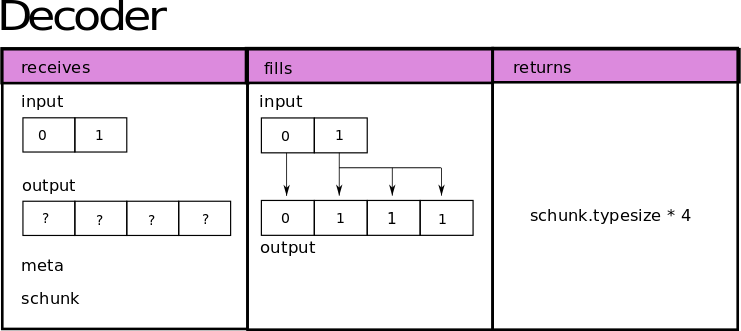 Decoder
receives
fills
returns
input
0 1
output
? ? ? ?
meta
schunk
input
0 1
0 1 1 1
output
schunk.typesize * 4